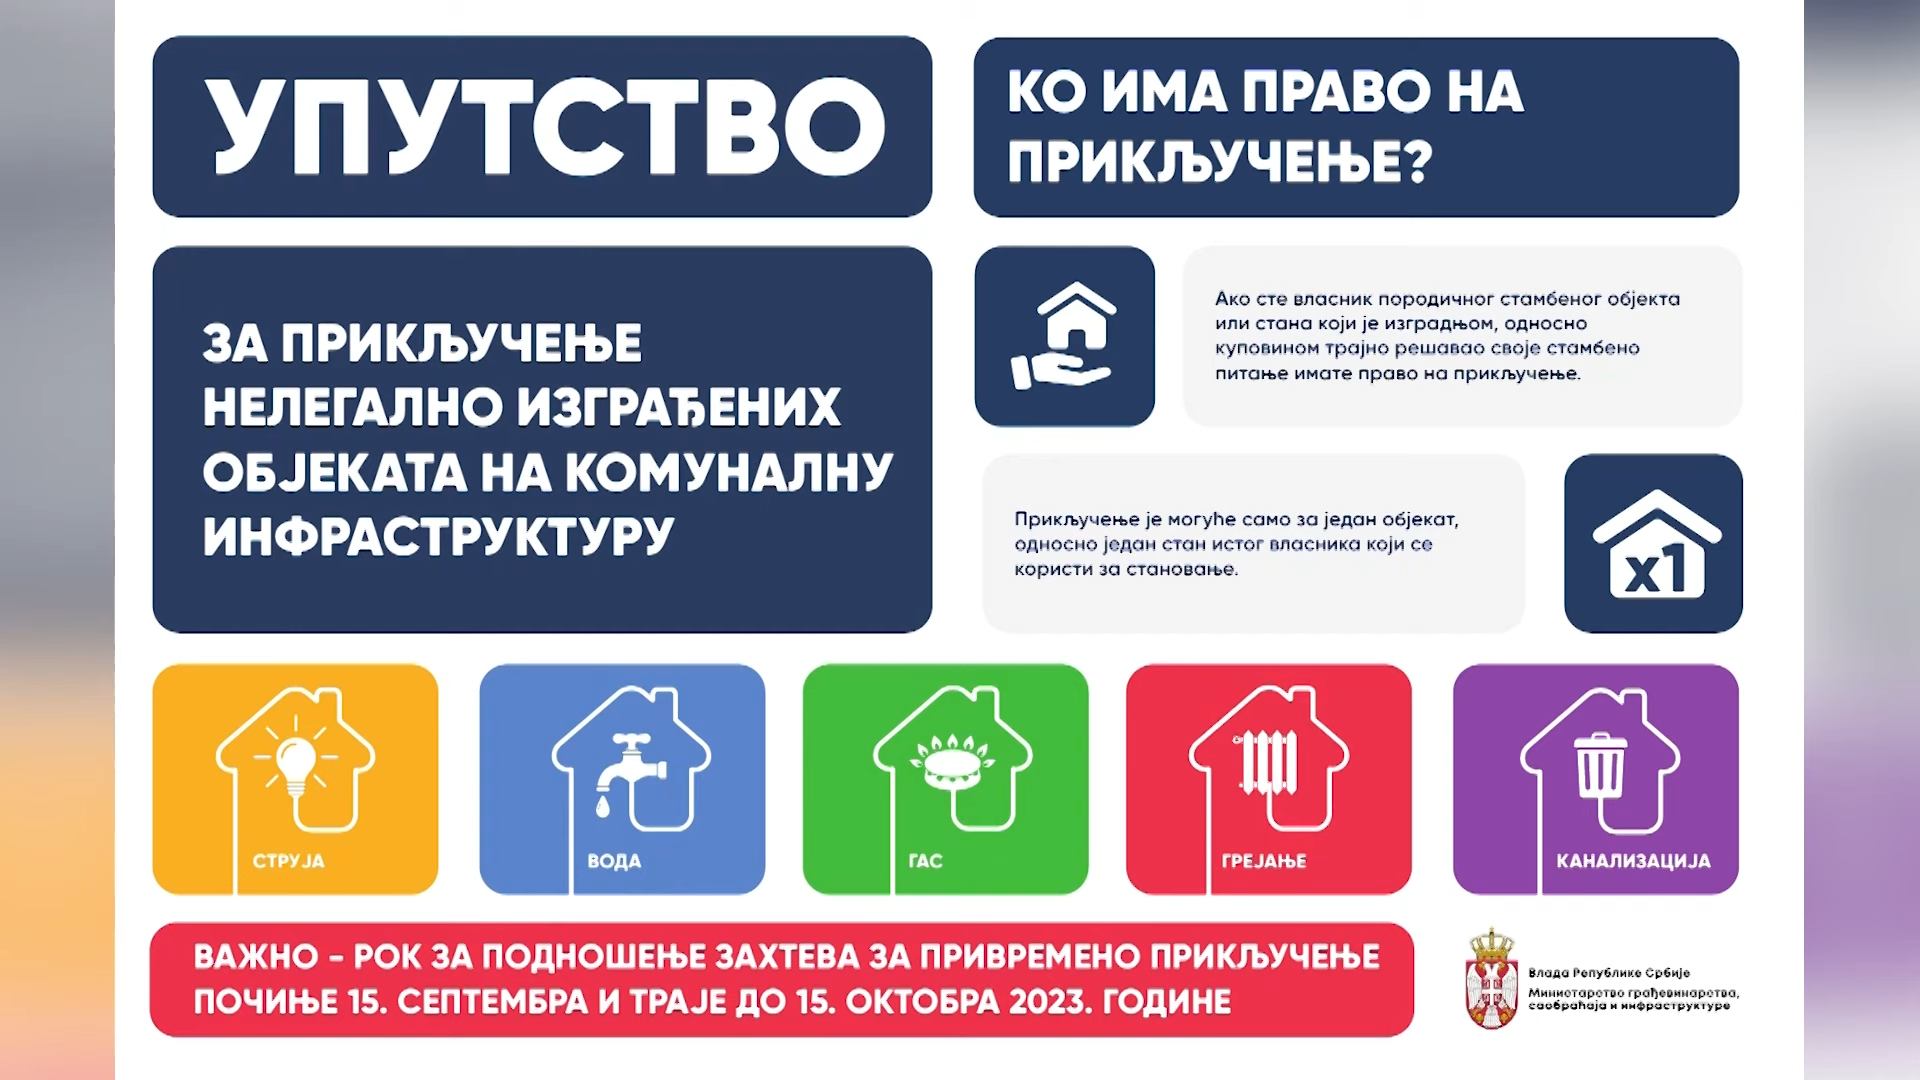 УПУТСТВО
ЗА ПРИКЉУЧЕЊЕ
НЕЛЕГАЛНО ИЗГРАЂЕНИХ
ОБЈЕКАТА НА КОМУНАЛНУ
ИНФРАСТРУКТУРУ
КО ИМА ПРАВО НА
ПРИКЉУЧЕЊЕ?
Ако сте власник породичног стамбеног објекта
или стана који је изградњом, односно
куповином трајно решавао своје стамбено
питање имате право на прикључење.
Прикључење је могуће само за један објекат,
односно један стан истог власника који се
користи за становање.
x1
СТРУЈА
ВОДА
ГАС
ГРЕЈАЊЕ
КАНАЛИЗАЦИЈА
ВАЖНО - РОК ЗА ПОДНОШЕЊЕ ЗАХТЕВА ЗА ПРИВРЕМЕНО ПРИКЉУЧЕЊЕ
ПОЧИЊЕ 15. СЕПТЕМБРА И ТРАЈЕ ДО 15. ОКТОБРА 2023. ГОДИНЕ
Влада Републике Србије
Министарство грађевинарства,
саобраћаја и инфраструктуре